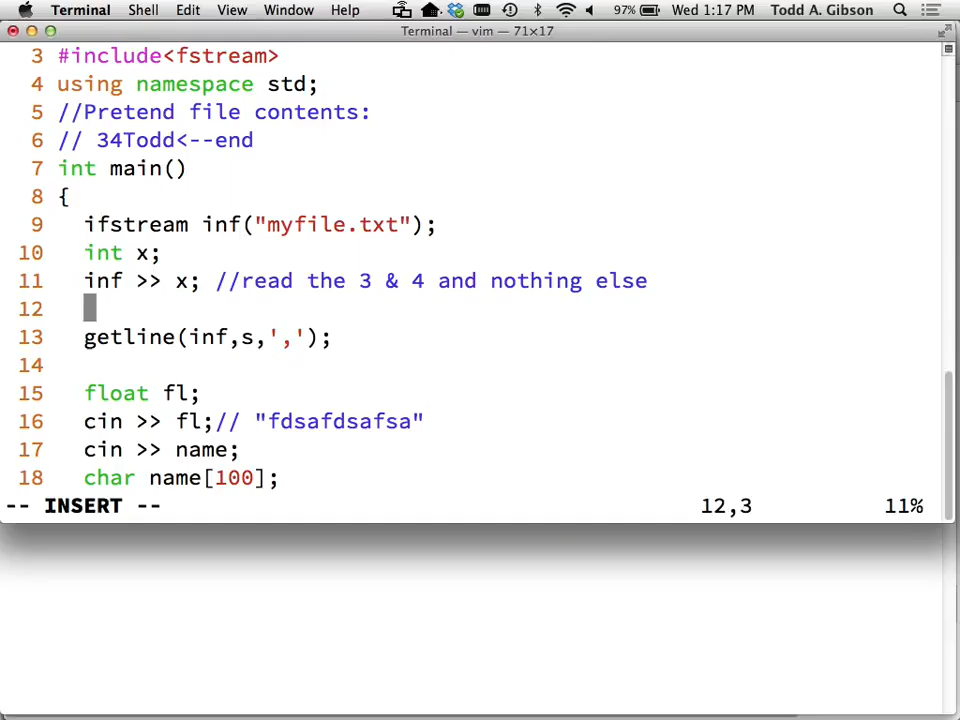 Terminal Shell Edit View Window Help 97% Wed 1:17 PM Todd A. Gibson
Terminal — vim — 71×17
3 #include<fstream>
4 using namespace std;
5 //Pretend file contents:
6 // 34Todd<--end
7 int main()
8 {
9 ifstream inf("myfile.txt");
10 int x;
11 inf >> x; //read the 3 & 4 and nothing else
12
13 getline(inf,s,',');
14
15 float fl;
16 cin >> fl;// "fdsafdsafsa"
17 cin >> name;
18 char name[100];
-- INSERT -- 12,3 11%